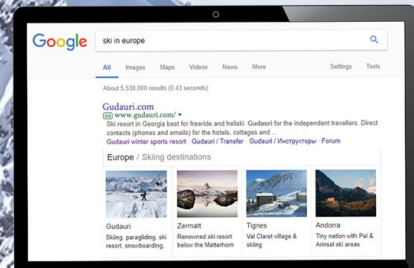 Google
ski in europe
All Images Maps Videos News More Settings Tools
About 5,530,000 results (0.43 seconds)
Gudauri.com
Ad www.gudauri.com/
Ski resort in Georgia best for freeride and heliski. Gudauri for the independent travellers. Direct
contacts (phones and emails) for the hotels, cottages and ...
Gudauri winter sports resort · Gudauri / Transfer · Gudauri / Инструкторы · Forum
Europe / Skiing destinations
Gudauri Zermatt Tignes Andorra
Skiing, paragliding, ski Renowned ski resort Val Claret village & Tiny nation with Pal &
resort, snowboarding, below the Matterhorn skiing Arinsal ski areas